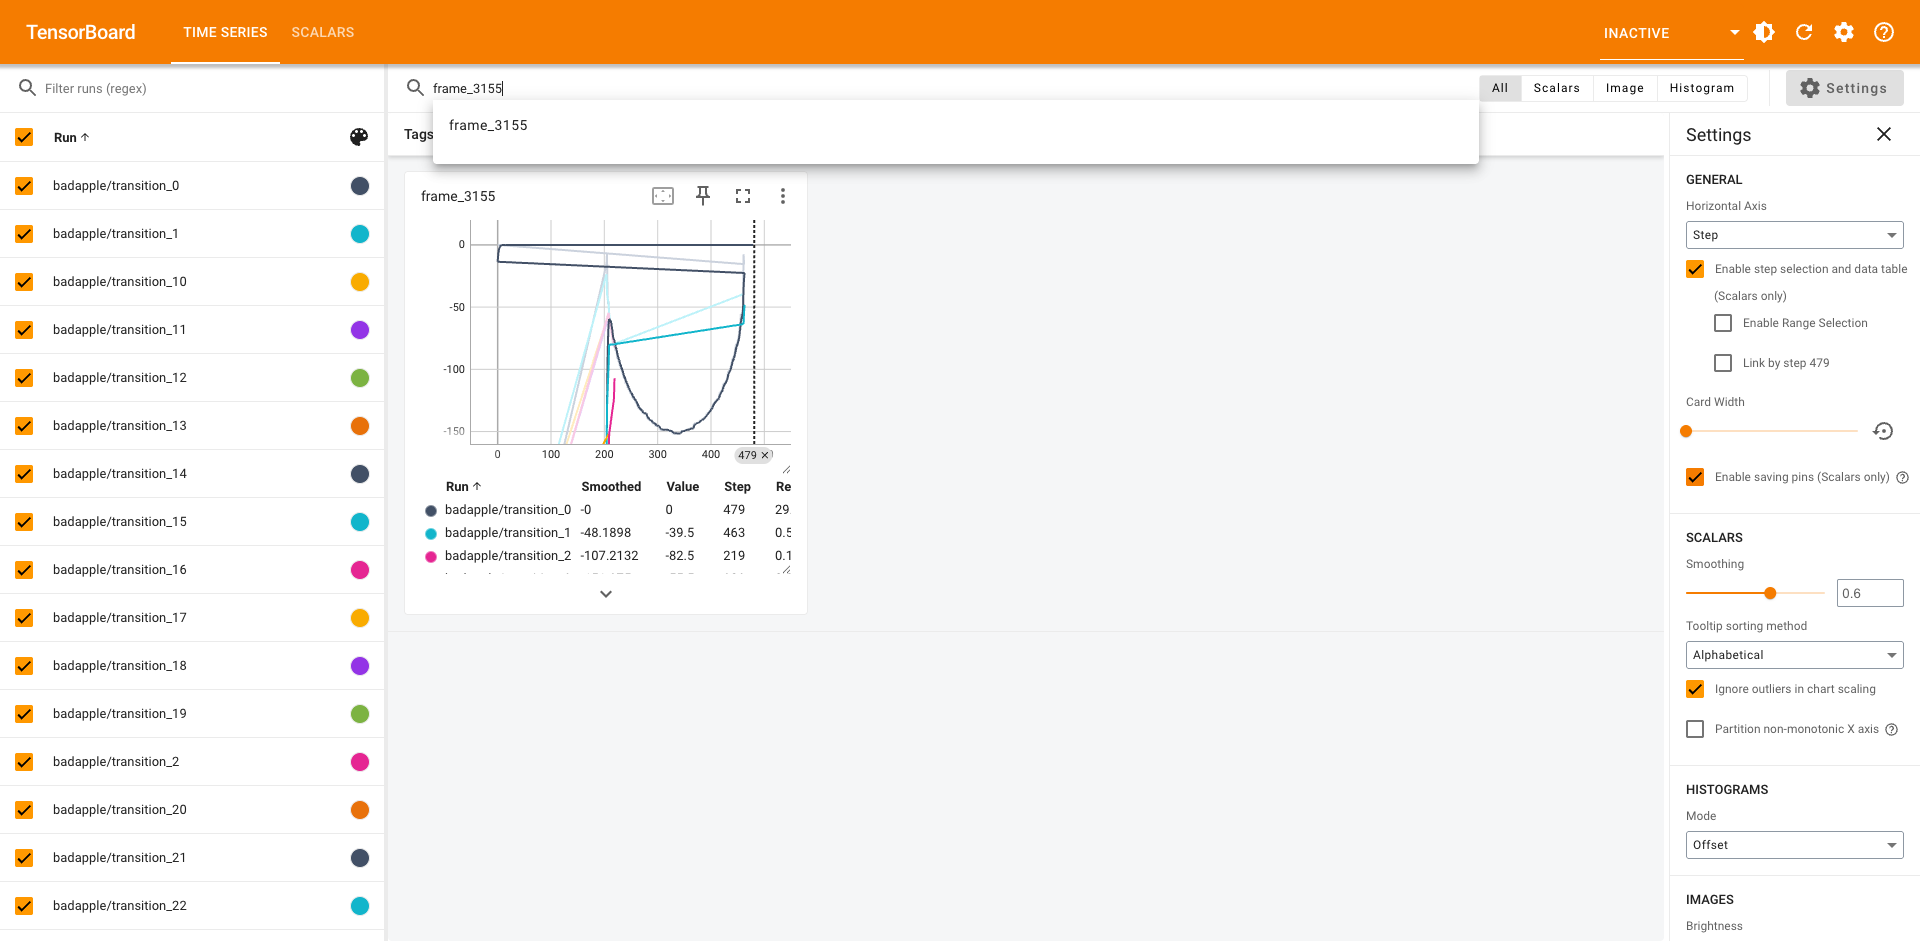 TensorBoard
TIME SERIES
SCALARS
INACTIVE
Filter runs (regex)
frame_3155
All
Scalars
Image
Histogram
Settings
frame_3155
Run
Tags
Settings
badapple/transition_0
badapple/transition_1
badapple/transition_10
badapple/transition_11
badapple/transition_12
badapple/transition_13
badapple/transition_14
badapple/transition_15
badapple/transition_16
badapple/transition_17
badapple/transition_18
badapple/transition_19
badapple/transition_2
badapple/transition_20
badapple/transition_21
badapple/transition_22
frame_3155
0
-50
-100
-150
0 100 200 300 400
479
Run Smoothed Value Step Re
badapple/transition_0 -0 0 479 29.
badapple/transition_1 -48.1898 -39.5 463 0.5
badapple/transition_2 -107.2132 -82.5 219 0.1
GENERAL
Horizontal Axis
Step
Enable step selection and data table
(Scalars only)
Enable Range Selection
Link by step 479
Card Width
Enable saving pins (Scalars only)
SCALARS
Smoothing
0.6
Tooltip sorting method
Alphabetical
Ignore outliers in chart scaling
Partition non-monotonic X axis
HISTOGRAMS
Mode
Offset
IMAGES
Brightness